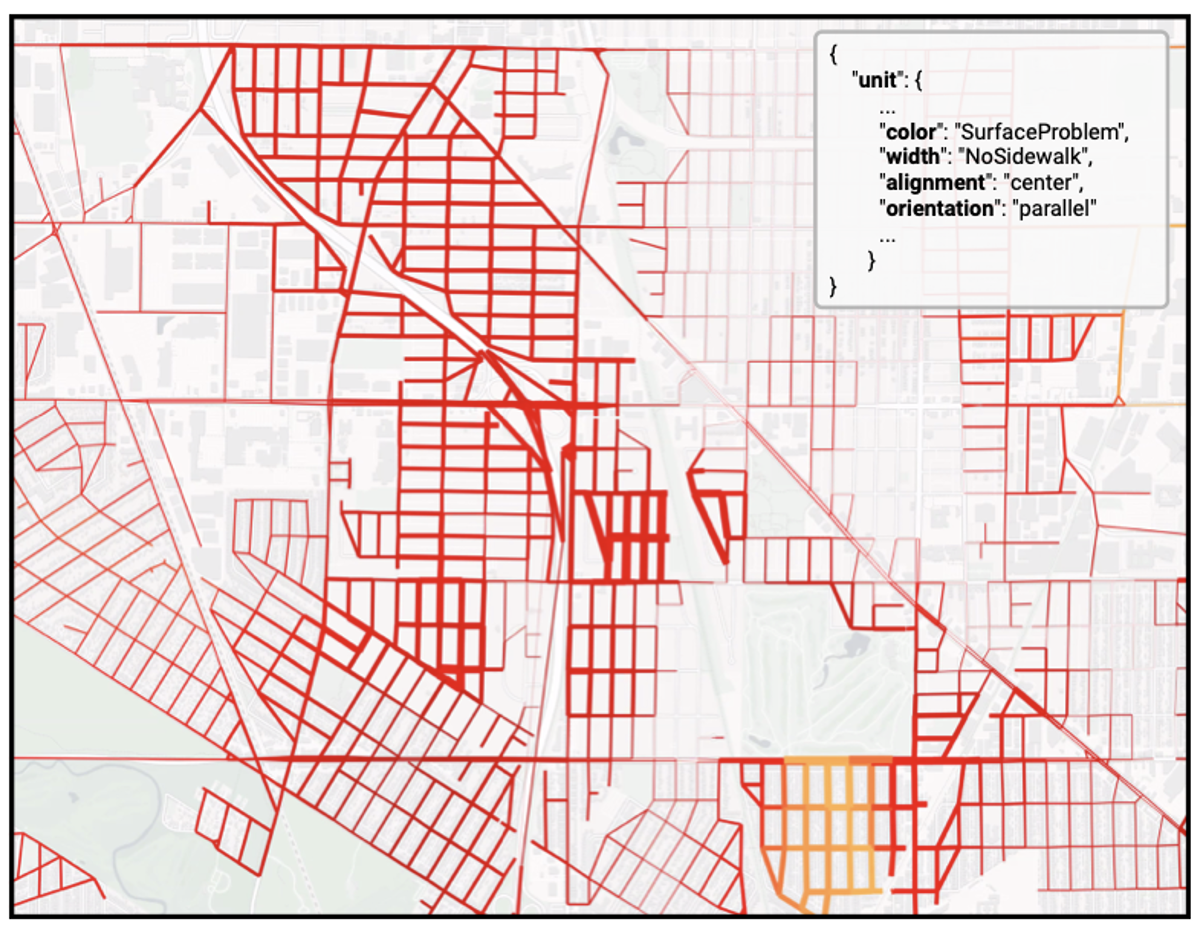 {
"unit": {
...
"color": "SurfaceProblem",
"width": "NoSidewalk",
"alignment": "center",
"orientation": "parallel"
...
}
}